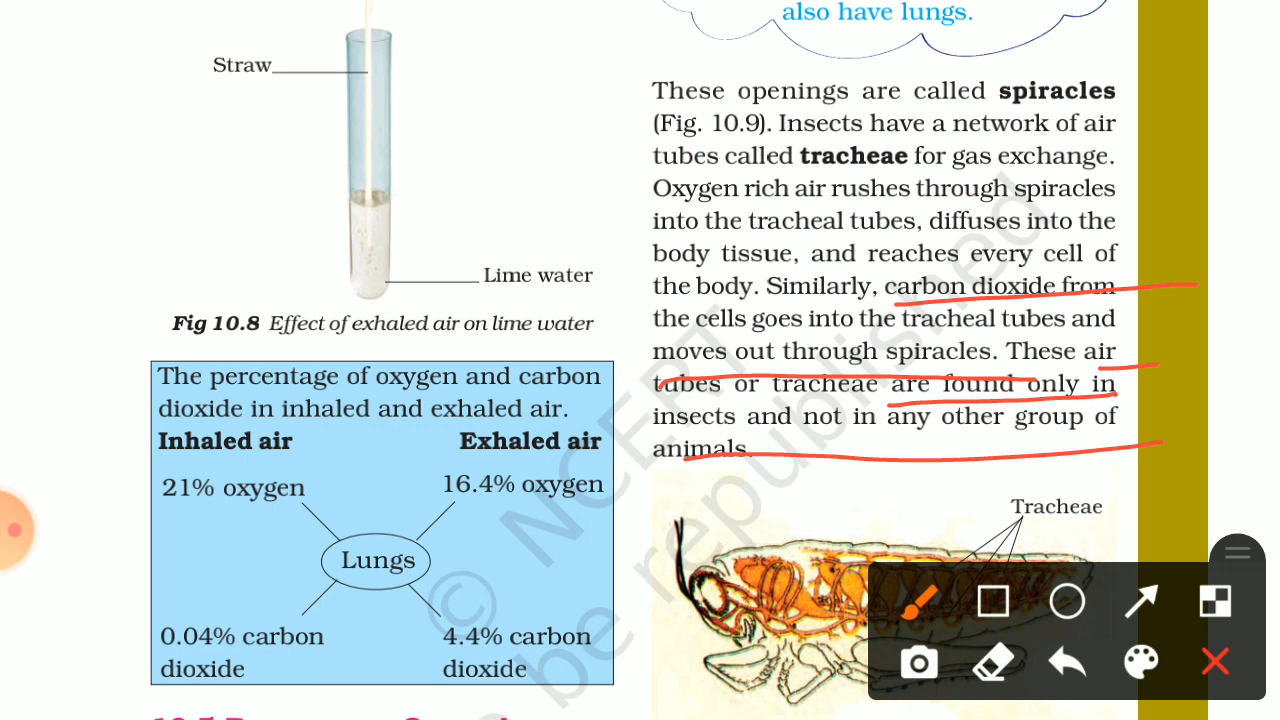 Straw
Lime water
Fig 10.8 Effect of exhaled air on lime water
The percentage of oxygen and carbon
dioxide in inhaled and exhaled air.
Inhaled air Exhaled air
21% oxygen 16.4% oxygen
Lungs
0.04% carbon 4.4% carbon
dioxide dioxide
also have lungs.
These openings are called spiracles
(Fig. 10.9). Insects have a network of air
tubes called tracheae for gas exchange.
Oxygen rich air rushes through spiracles
into the tracheal tubes, diffuses into the
body tissue, and reaches every cell of
the body. Similarly, carbon dioxide from
the cells goes into the tracheal tubes and
moves out through spiracles. These air
tubes or tracheae are found only in
insects and not in any other group of
animals.
Tracheae
© NCERT
be republished